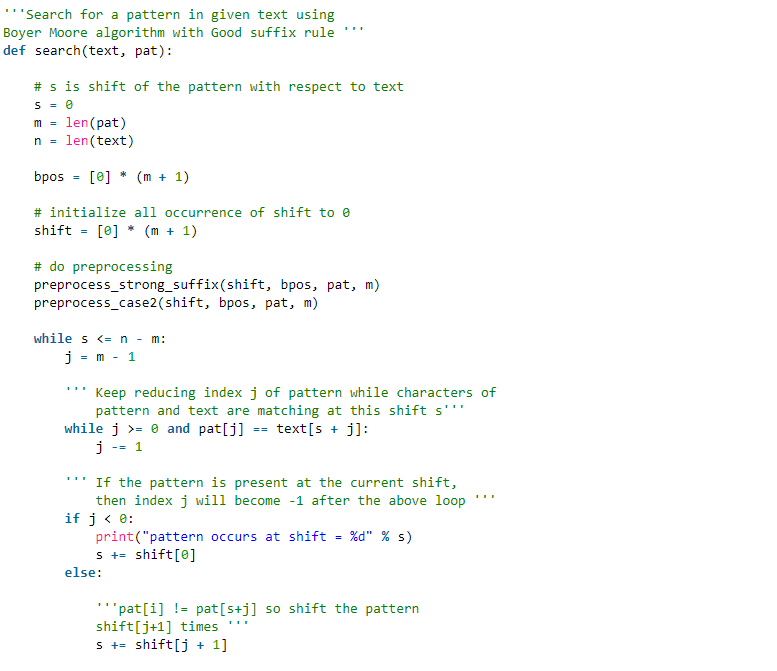 '''Search for a pattern in given text using
Boyer Moore algorithm with Good suffix rule '''
def search(text, pat):

    # s is shift of the pattern with respect to text
    s = 0
    m = len(pat)
    n = len(text)

    bpos = [0] * (m + 1)

    # initialize all occurrence of shift to 0
    shift = [0] * (m + 1)

    # do preprocessing
    preprocess_strong_suffix(shift, bpos, pat, m)
    preprocess_case2(shift, bpos, pat, m)

    while s <= n - m:
        j = m - 1

        ''' Keep reducing index j of pattern while characters of
            pattern and text are matching at this shift s'''
        while j >= 0 and pat[j] == text[s + j]:
            j -= 1

        ''' If the pattern is present at the current shift,
            then index j will become -1 after the above loop '''
        if j < 0:
            print("pattern occurs at shift = %d" % s)
            s += shift[0]
        else:

            '''pat[i] != pat[s+j] so shift the pattern
            shift[j+1] times '''
            s += shift[j + 1]